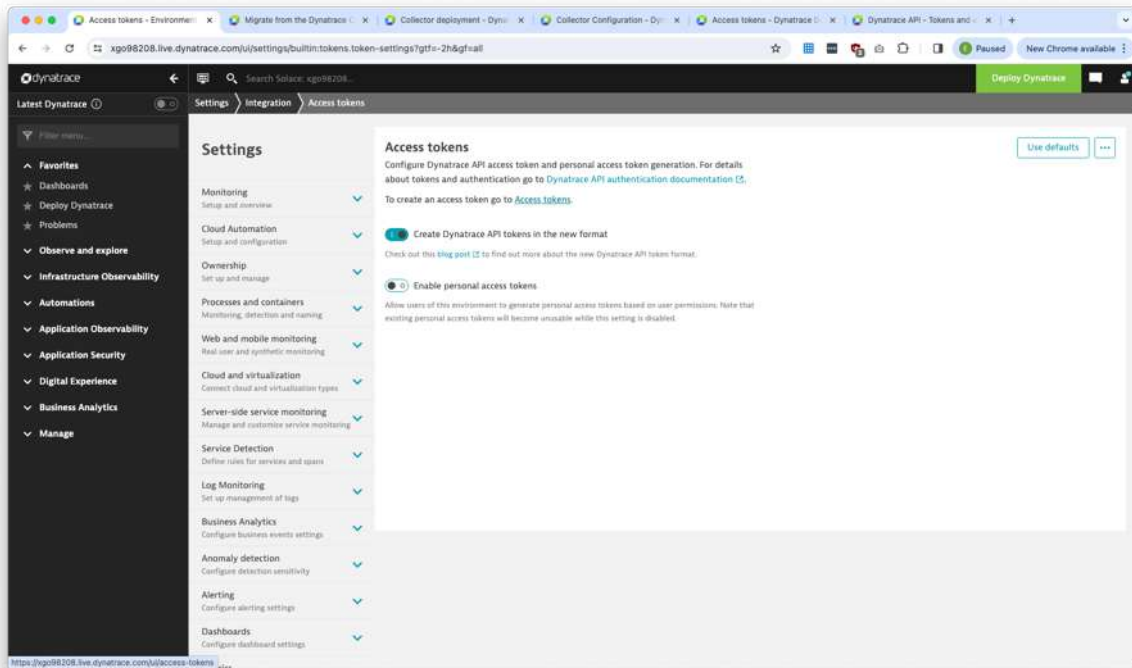 Access tokens - Environmen
Migrate from the Dynatrace C
Collector deployment - Dyna
Collector Configuration - Dy
Access tokens - Dynatrace D
Dynatrace API - Tokens and
xgo98208.live.dynatrace.com/ui/settings/builtin:tokens.token-settings?gtf=-2h&gf=all
Paused
New Chrome available
dynatrace
Search Solace: xgo98208...
Deploy Dynatrace
Latest Dynatrace
Settings
Integration
Access tokens
Filter menu...
Favorites
Dashboards
Deploy Dynatrace
Problems
Observe and explore
Infrastructure Observability
Automations
Application Observability
Application Security
Digital Experience
Business Analytics
Manage
Settings
Monitoring
Setup and overview
Cloud Automation
Setup and configuration
Ownership
Set up and manage
Processes and containers
Monitoring, detection and naming
Web and mobile monitoring
Real user and synthetic monitoring
Cloud and virtualization
Connect cloud and virtualization types
Server-side service monitoring
Manage and customize service monitoring
Service Detection
Define rules for services and spans
Log Monitoring
Set up management of logs
Business Analytics
Configure business events settings
Anomaly detection
Configure detection sensitivity
Alerting
Configure alerting settings
Dashboards
Configure dashboard settings
Access tokens
Use defaults
Configure Dynatrace API access token and personal access token generation. For details
about tokens and authentication go to Dynatrace API authentication documentation.
To create an access token go to Access tokens.
Create Dynatrace API tokens in the new format
Check out this blog post to find out more about the new Dynatrace API token format.
Enable personal access tokens
Allow users of this environment to generate personal access tokens based on user permissions. Note that
existing personal access tokens will become unusable while this setting is disabled.
https://xgo98208.live.dynatrace.com/ui/access-tokens